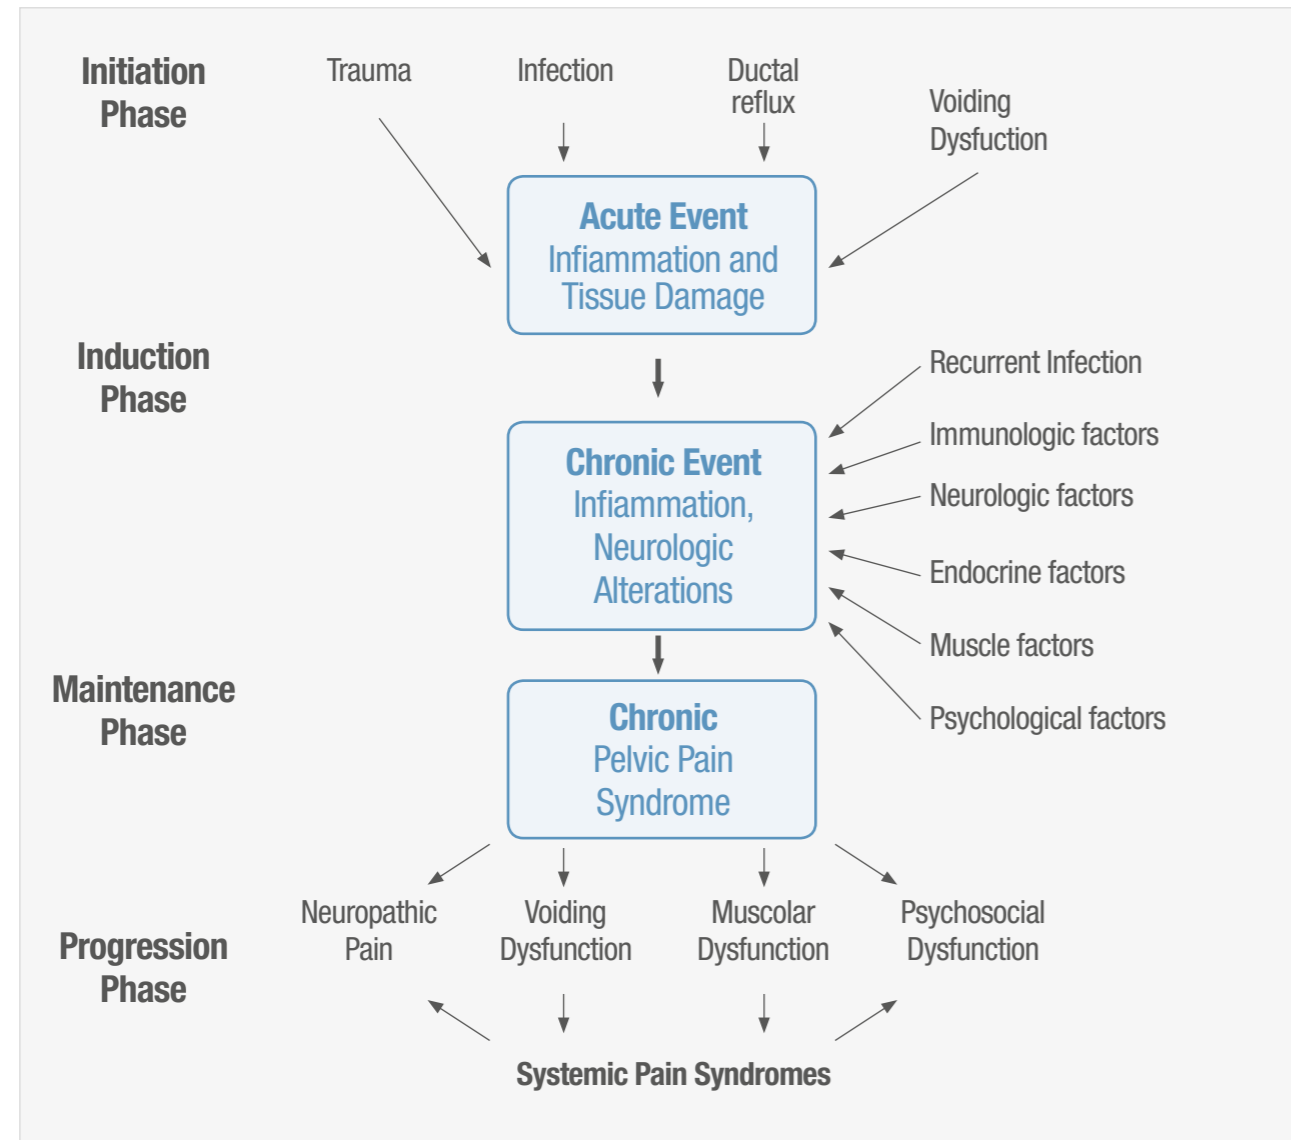 Initiation
Phase
Trauma
Infection
Ductal
reflux
Voiding
Dysfuction
Acute Event
Infiammation and
Tissue Damage
Induction
Phase
Recurrent Infection
Immunologic factors
Neurologic factors
Endocrine factors
Muscle factors
Psychological factors
Chronic Event
Infiammation,
Neurologic
Alterations
Maintenance
Phase
Chronic
Pelvic Pain
Syndrome
Progression
Phase
Neuropathic
Pain
Voiding
Dysfunction
Muscolar
Dysfunction
Psychosocial
Dysfunction
Systemic Pain Syndromes